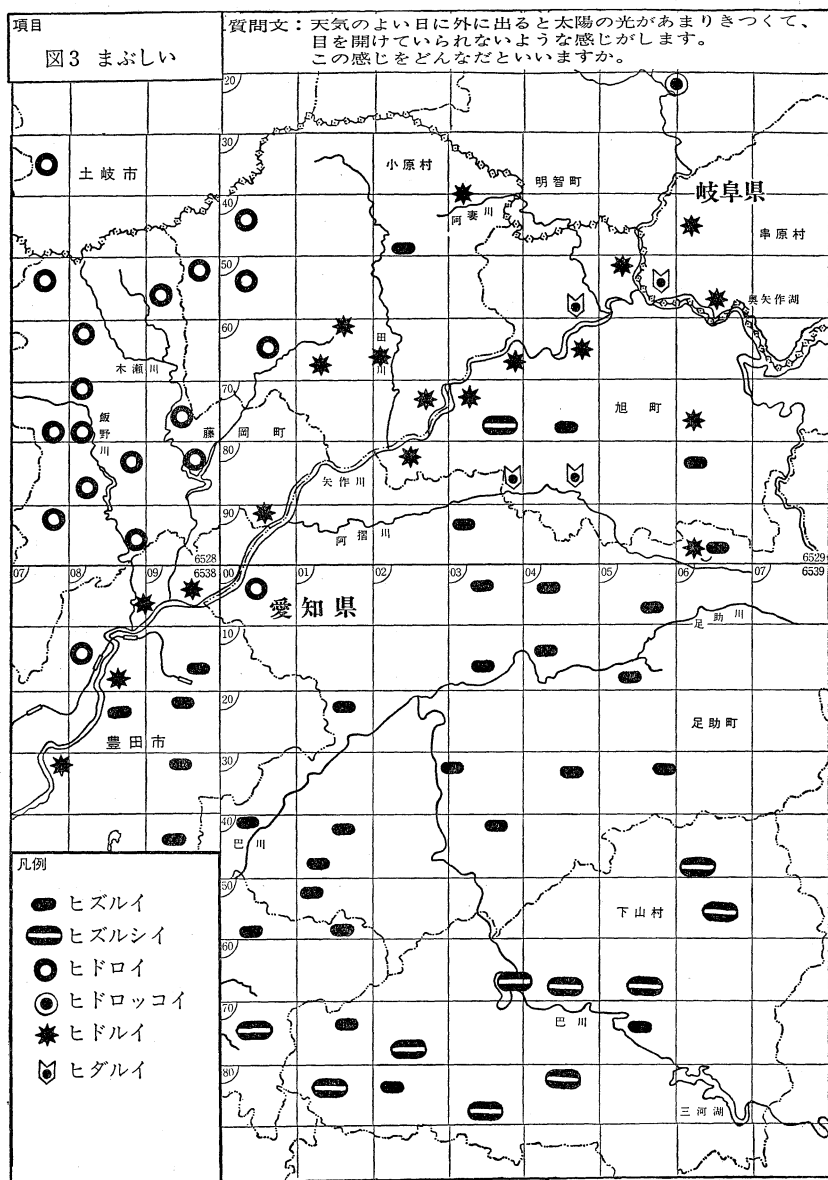 項目
図3 まぶしい
質問文:天気のよい日に外に出ると太陽の光があまりきつくて、
目を開けていられないような感じがします。
この感じをどんなだといいますか。
20
30
土岐市
小原村
明智町
岐阜県
40
阿妻川
串原村
50
奥矢作湖
60
田川
木瀬川
70
飯野川
藤岡町
旭町
80
矢作川
90
阿摺川
6528
6529
07
08
09
00
01
02
03
04
05
06
07
6538
6539
愛知県
10
足助川
20
豊田市
足助町
30
40
巴川
凡例
50
ヒズルイ
下山村
ヒズルシイ
60
ヒドロイ
ヒドロッコイ
70
巴川
ヒドルイ
ヒダルイ
80
三河湖